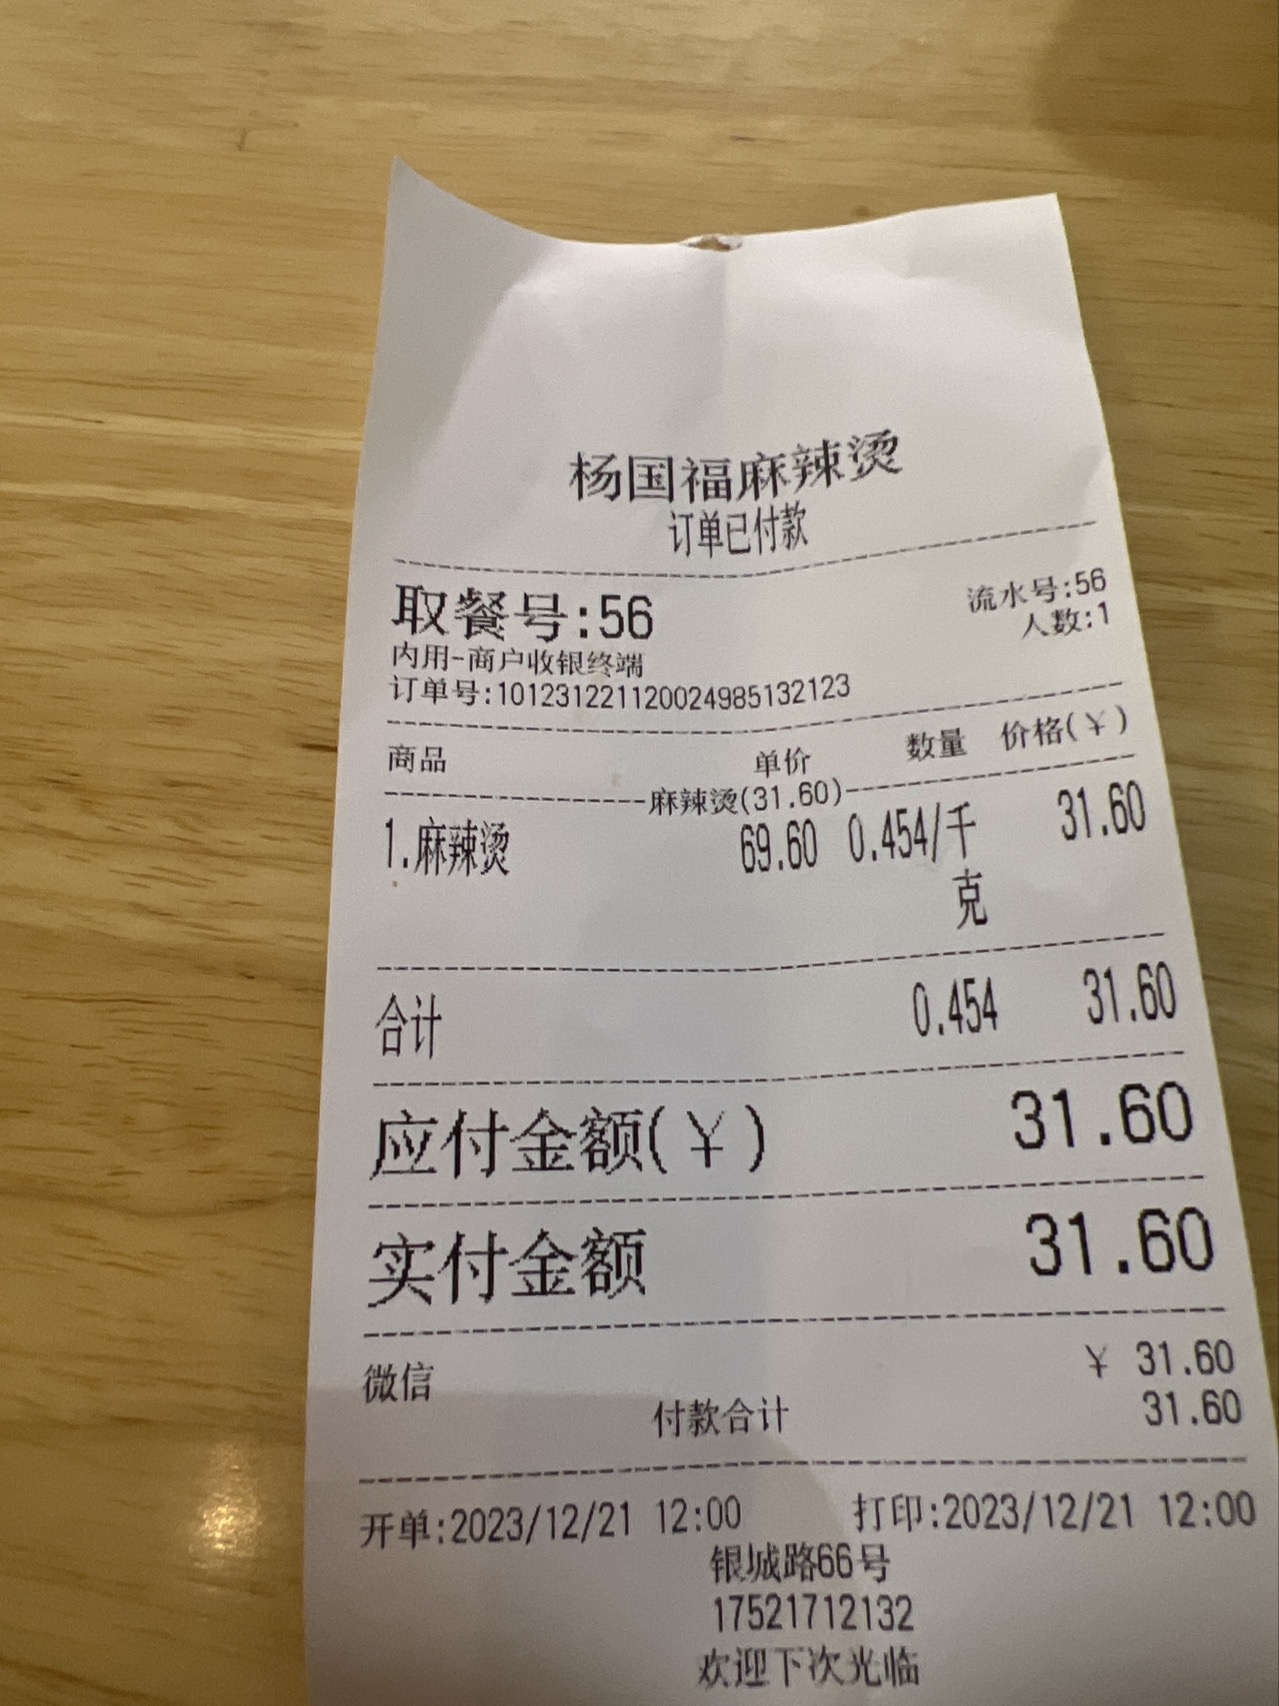 杨国福麻辣烫
订单已付款
取餐号:56 流水号:56
人数:1
内用-商户收银终端
订单号:101231221120024985132123
商品 单价 数量 价格(￥)
麻辣烫(31.60)
1.麻辣烫 69.60 0.454/千克 31.60
合计 0.454 31.60
应付金额(￥) 31.60
实付金额 31.60
微信 ￥ 31.60
付款合计 31.60
开单:2023/12/21 12:00 打印:2023/12/21 12:00
银城路66号
17521712132
欢迎下次光临